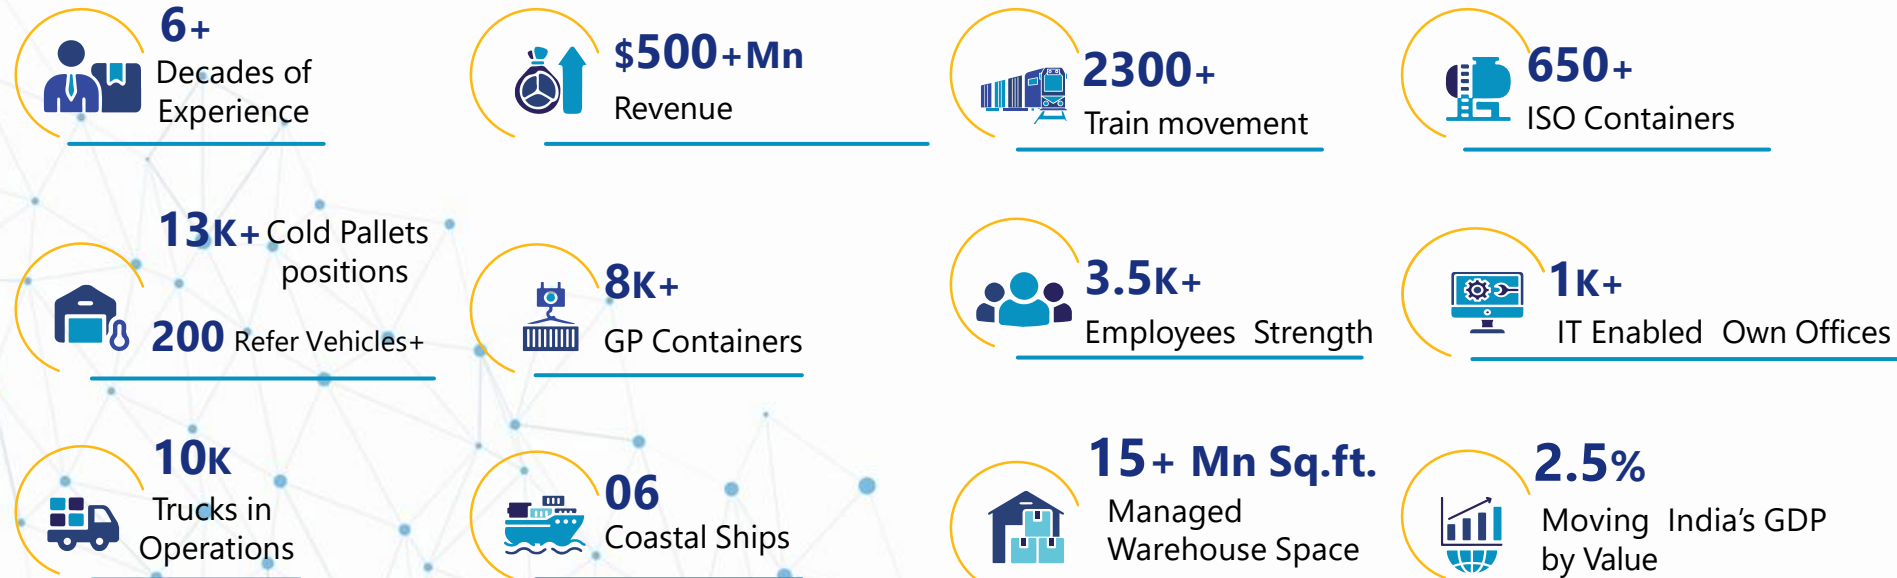 6+
Decades of
Experience
$500+Mn
Revenue
2300+
Train movement
650+
ISO Containers
13K+ Cold Pallets
positions
200 Refer Vehicles+
8K+
GP Containers
3.5K+
Employees Strength
1K+
IT Enabled Own Offices
10K
Trucks in
Operations
06
Coastal Ships
15+ Mn Sq.ft.
Managed
Warehouse Space
2.5%
Moving India's GDP
by Value